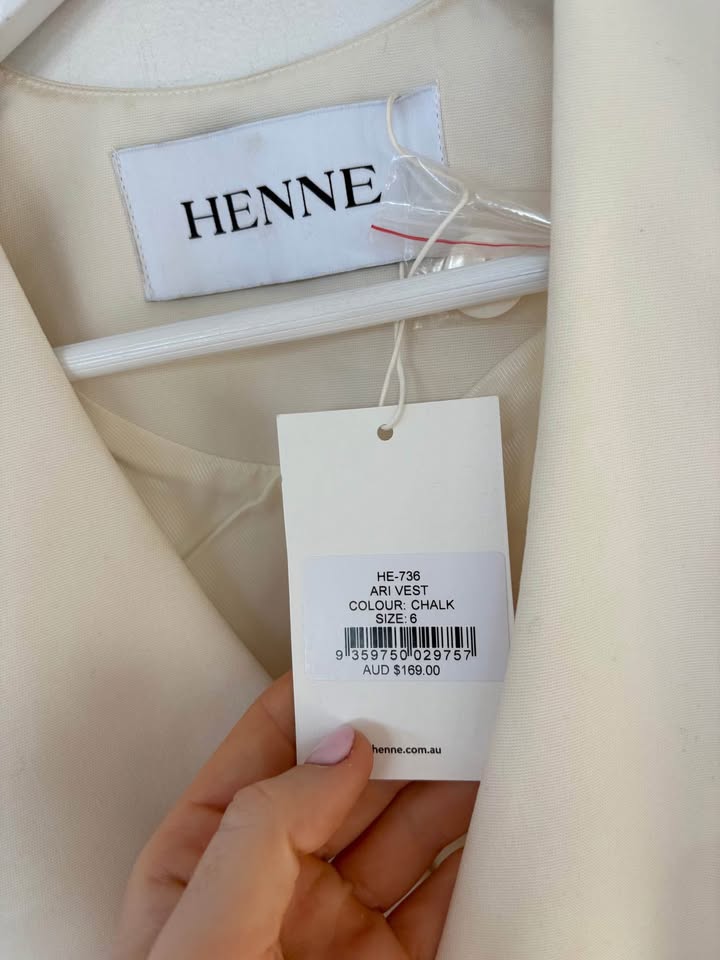 HENNE
HE-736
ARI VEST
COLOUR: CHALK
SIZE: 6
9 359750 029757
AUD $169.00
henne.com.au